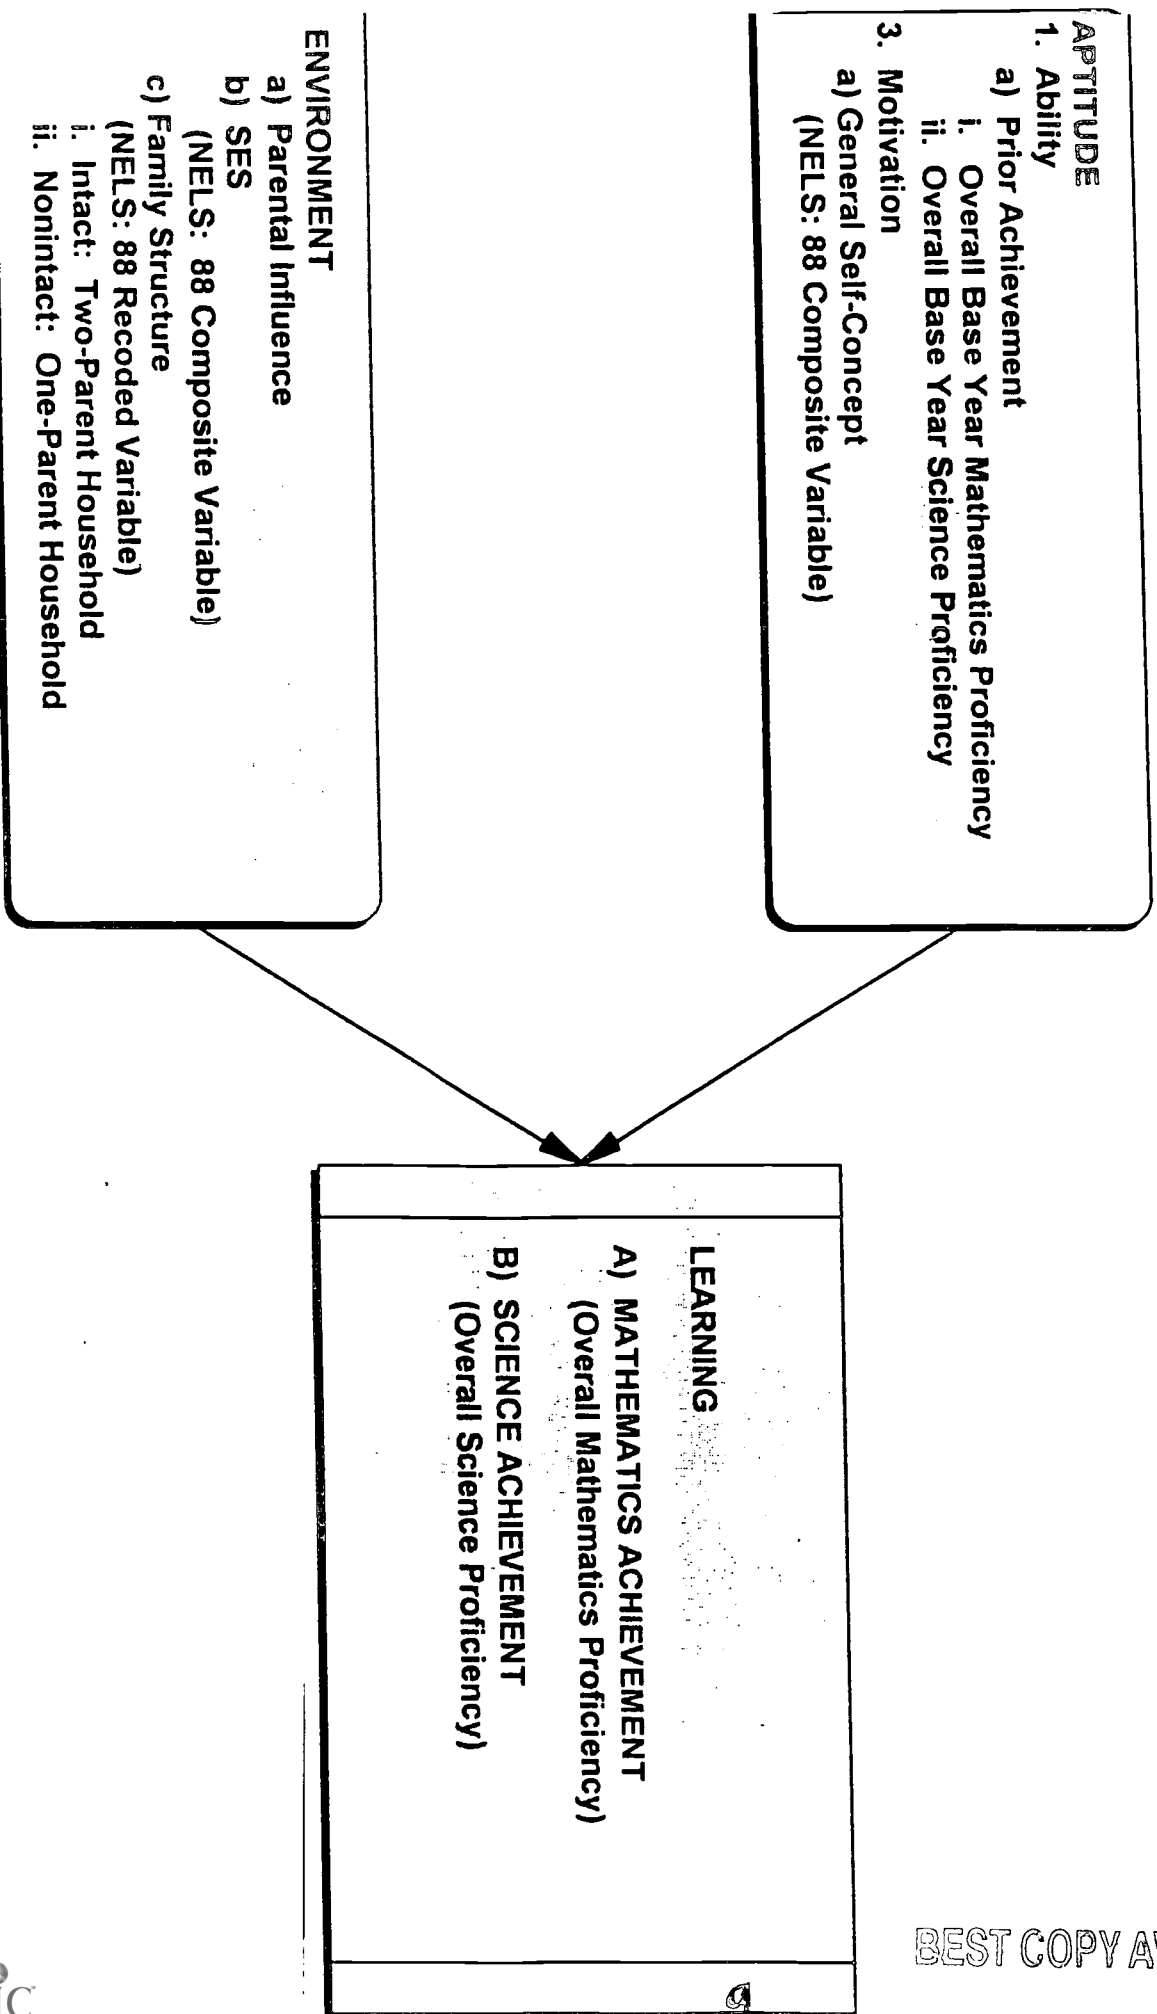 APTITUDE
1. Ability
a) Prior Achievement
i. Overall Base Year Mathematics Proficiency
ii. Overall Base Year Science Proficiency
3. Motivation
a) General Self-Concept
(NELS: 88 Composite Variable)
ENVIRONMENT
a) Parental Influence
b) SES
(NELS: 88 Composite Variable)
c) Family Structure
(NELS: 88 Recoded Variable)
i. Intact: Two-Parent Household
ii. Nonintact: One-Parent Household
LEARNING
A) MATHEMATICS ACHIEVEMENT
(Overall Mathematics Proficiency)
B) SCIENCE ACHIEVEMENT
(Overall Science Proficiency)
BEST COPY